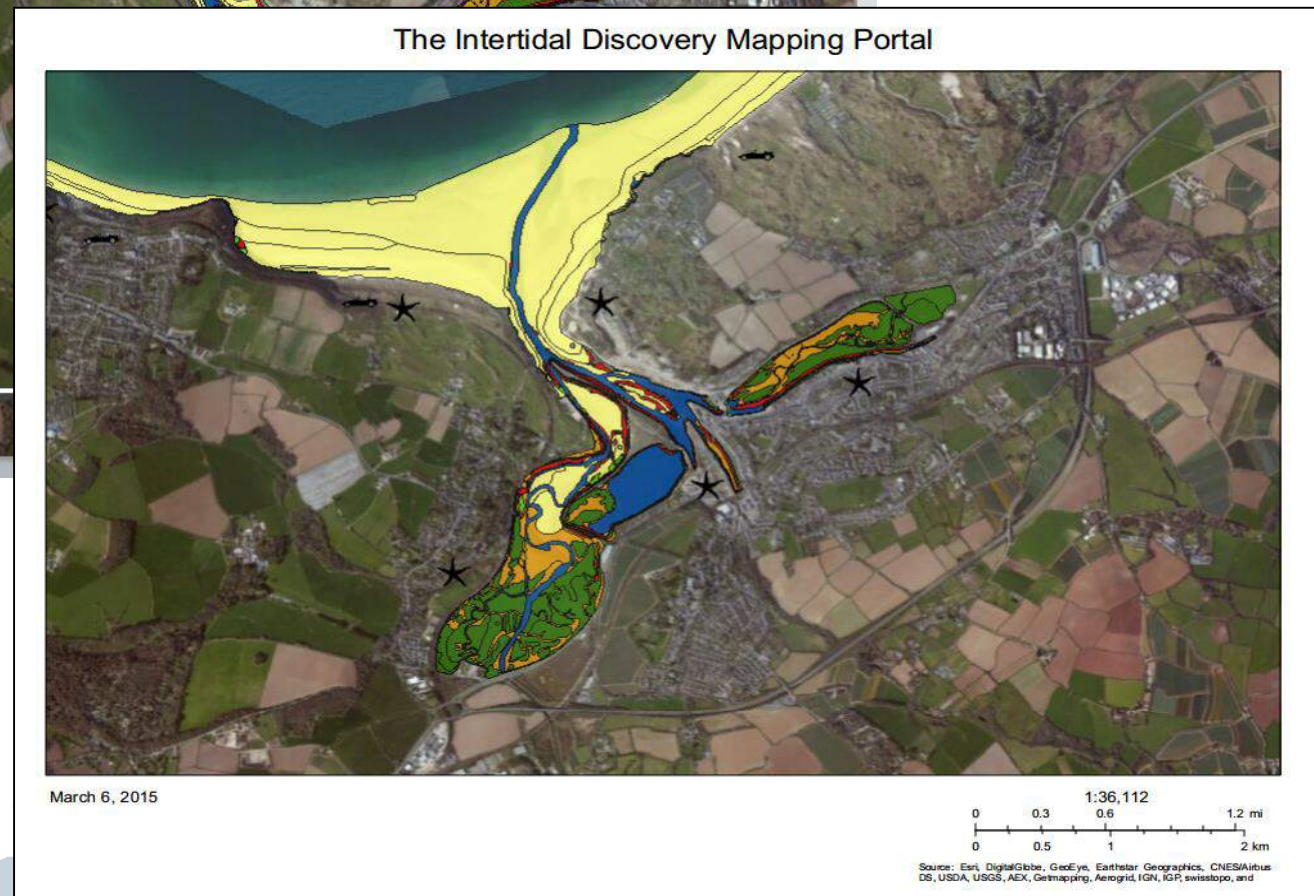 The Intertidal Discovery Mapping Portal
March 6, 2015
1:36,112
0 0.3 0.6 1.2 mi
0 0.5 1 2 km
Source: Esri, DigitalGlobe, GeoEye, Earthstar Geographics, CNES/Airbus
DS, USDA, USGS, AEX, Getmapping, Aerogrid, IGN, IGP, swisstopo, and